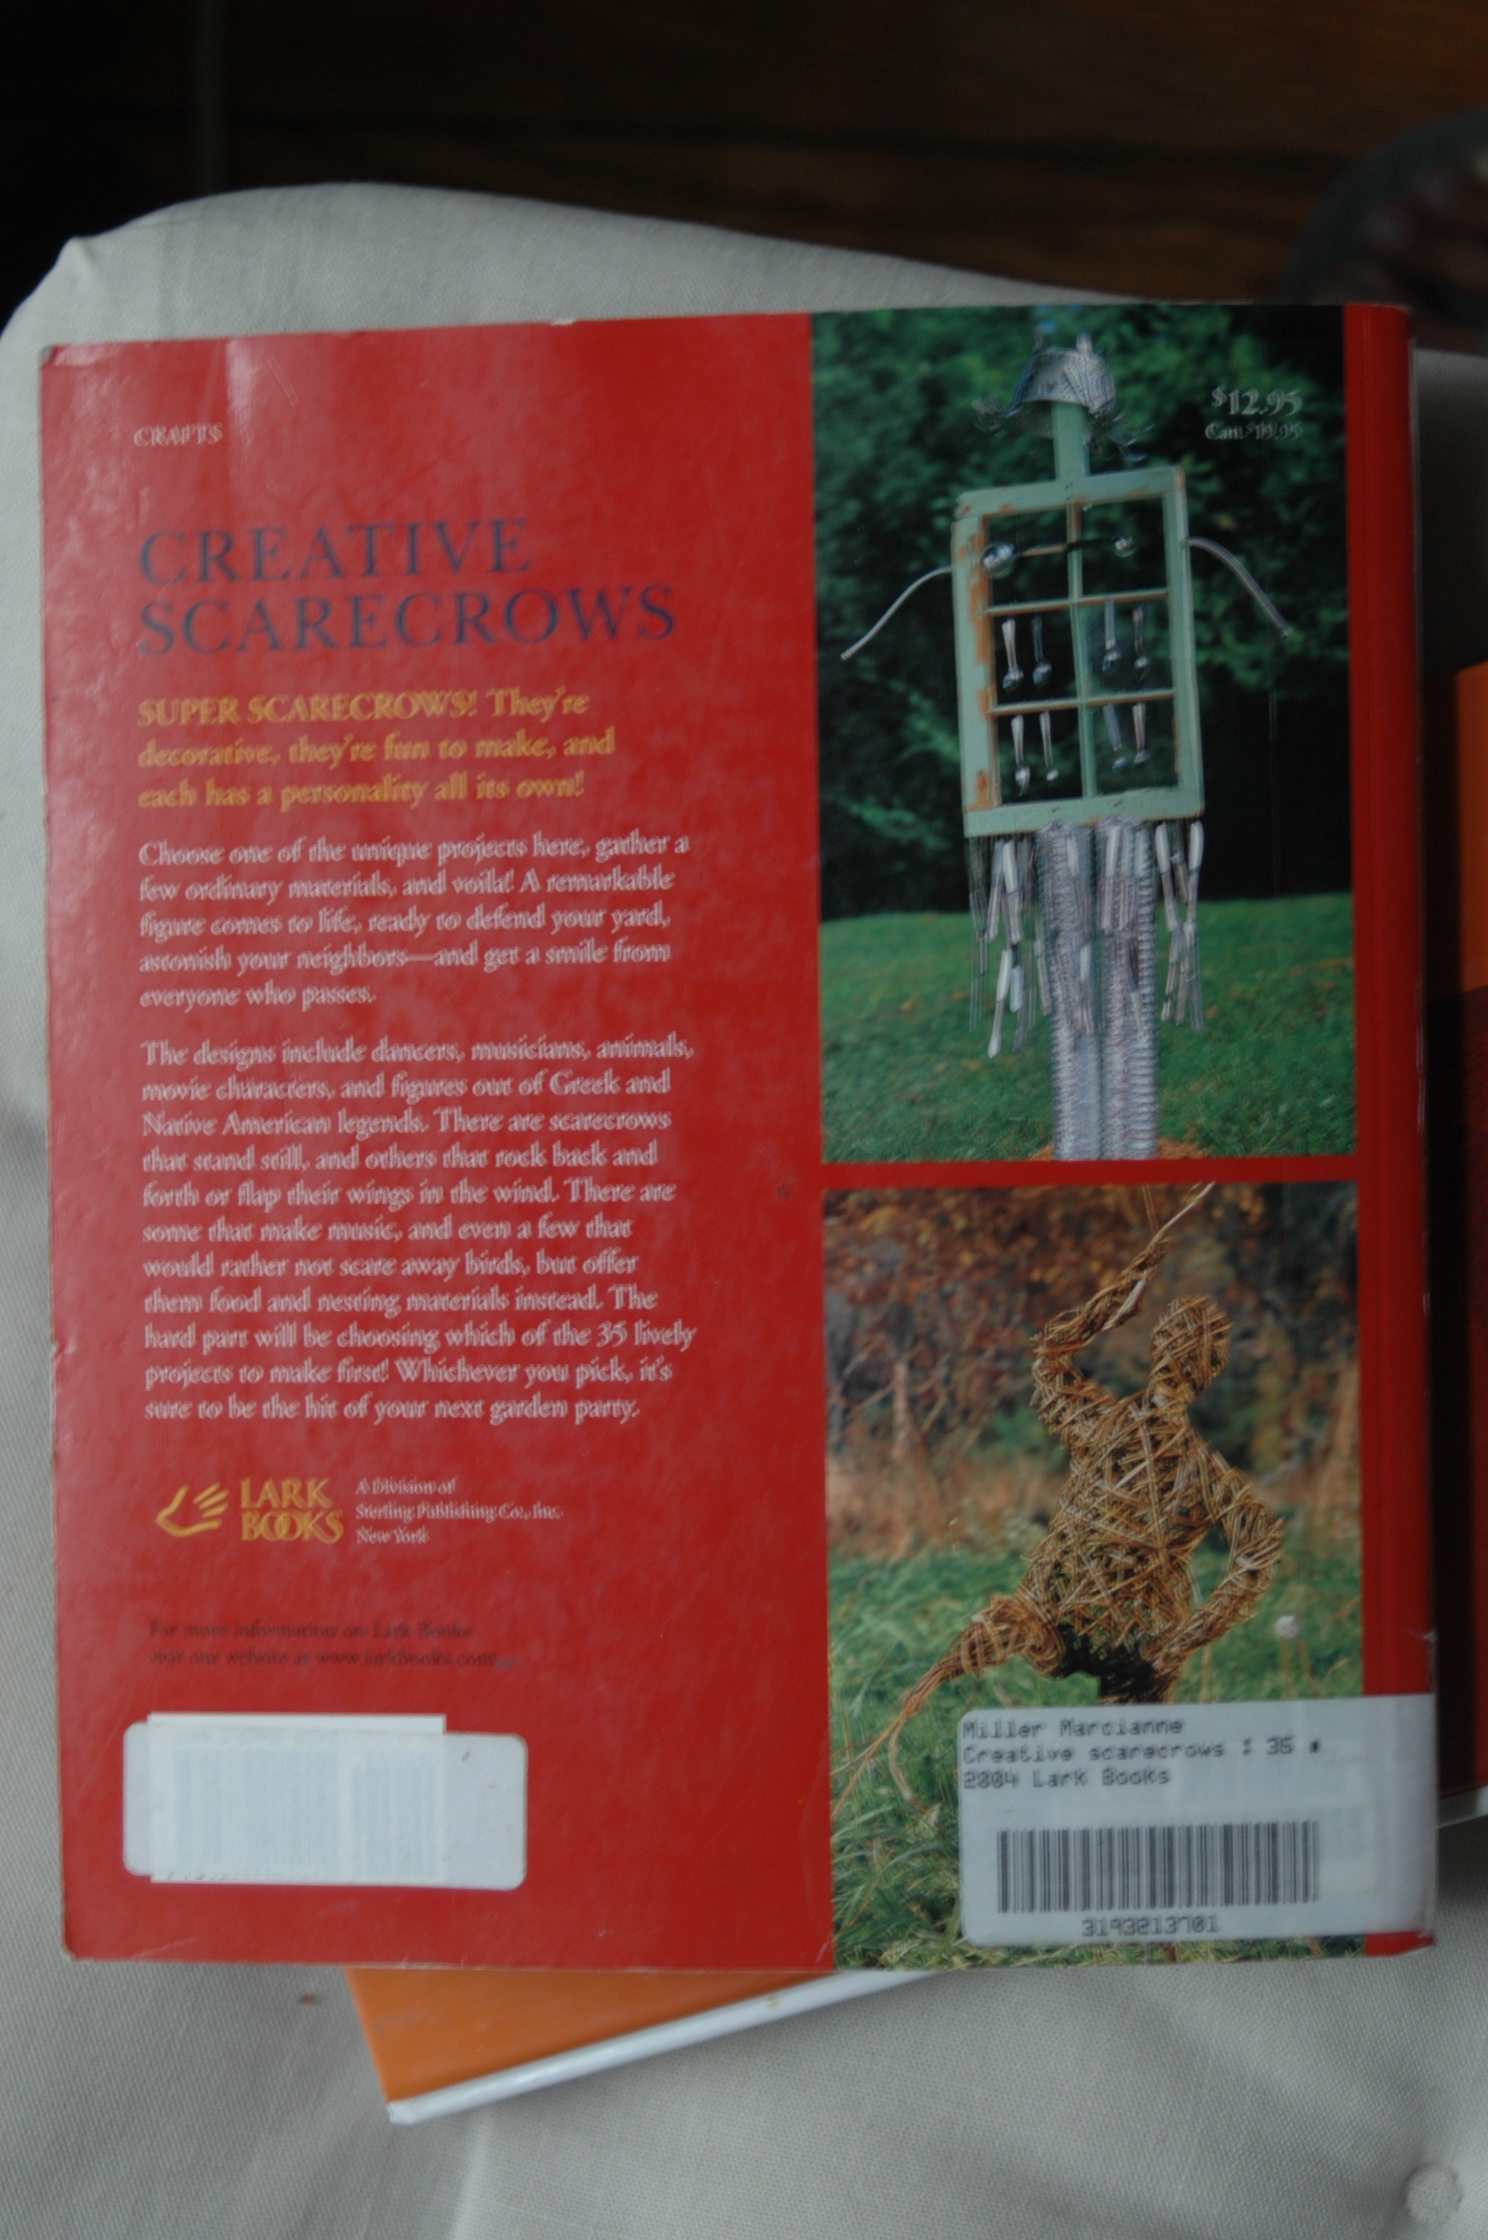 CRAFTS
$12.95
Can. $19.95
CREATIVE
SCARECROWS
SUPER SCARECROWS! They're
decorative, they're fun to make, and
each has a personality all its own!
Choose one of the unique projects here, gather a
few ordinary materials, and voila! A remarkable
figure comes to life, ready to defend your yard,
astonish your neighbors—and get a smile from
everyone who passes.
The designs include dancers, musicians, animals,
movie characters, and figures out of Greek and
Native American legends. There are scarecrows
that stand still, and others that rock back and
forth or flap their wings in the wind. There are
some that make music, and even a few that
would rather not scare away birds, but offer
them food and nesting materials instead. The
hard part will be choosing which of the 35 lively
projects to make first! Whichever you pick, it's
sure to be the hit of your next garden party.
LARK
BOOKS
A Division of
Sterling Publishing Co., Inc.
New York
For more information on Lark Books
visit our website at www.larkbooks.com
Miller Marcianne
Creative scarecrows : 35
2004 Lark Books
31932213701